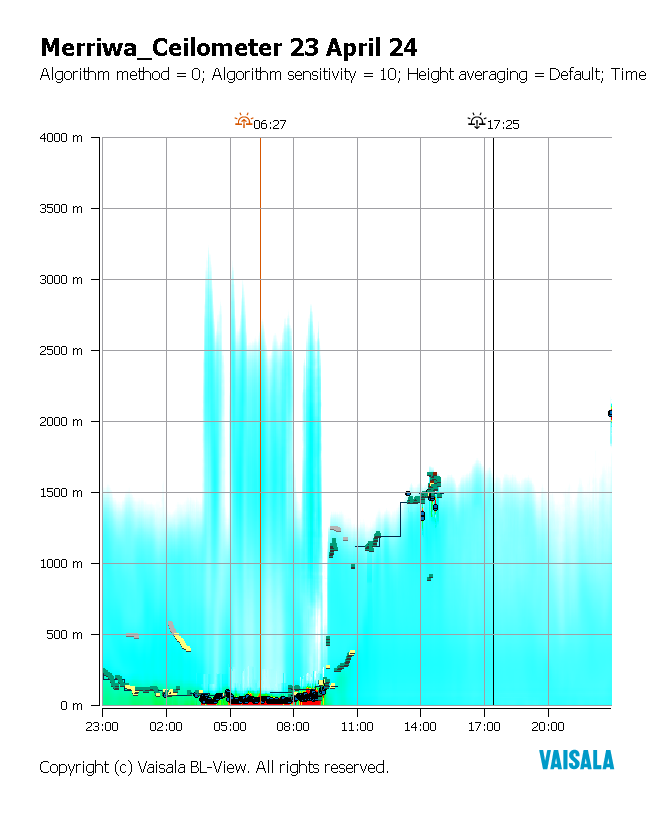 Merriwa_Ceilometer 23 April 24
Algorithm method = 0; Algorithm sensitivity = 10; Height averaging = Default; Time
06:27
17:25
4000 m
3500 m
3000 m
2500 m
2000 m
1500 m
1000 m
500 m
0 m
23:00 02:00 05:00 08:00 11:00 14:00 17:00 20:00
Copyright (c) Vaisala BL-View. All rights reserved.
VAISALA